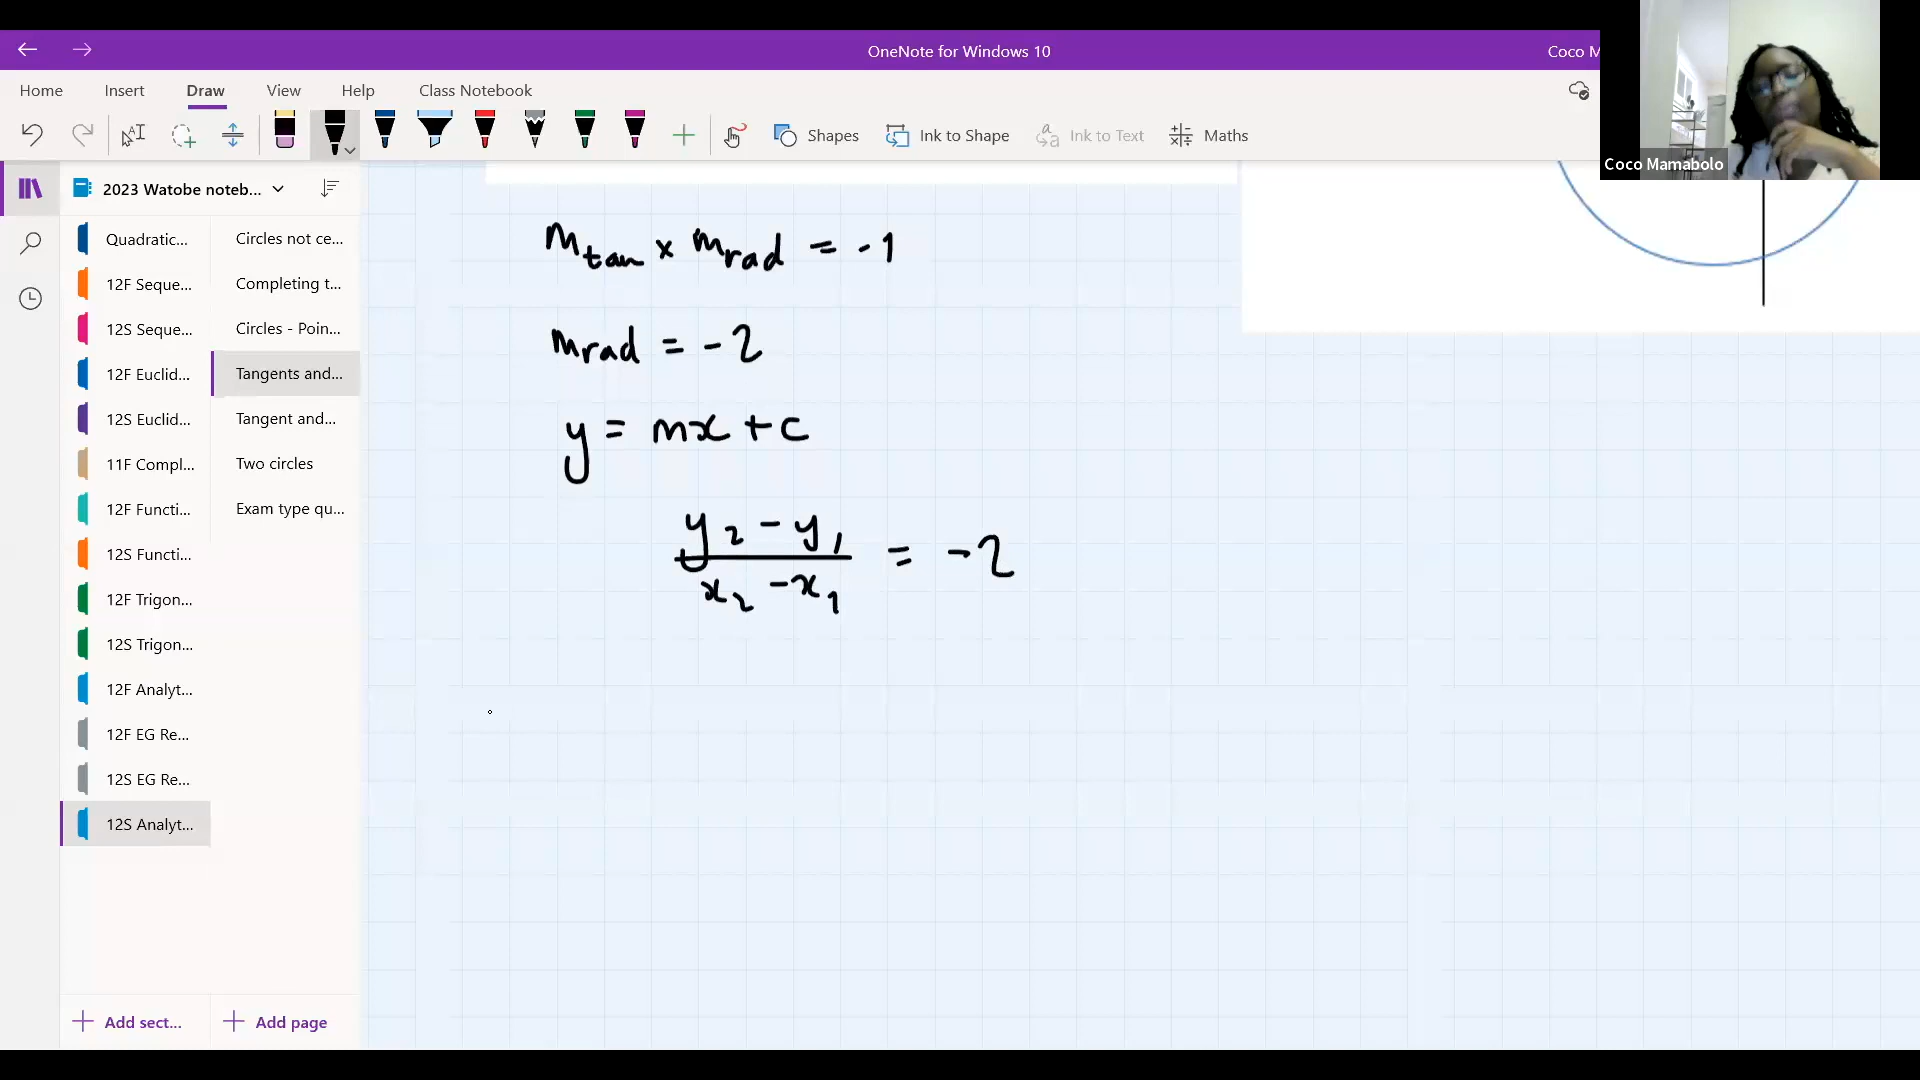 OneNote for Windows 10
Coco M
Home Insert Draw View Help Class Notebook
Shapes Ink to Shape Ink to Text Maths
Coco Mamabolo
2023 Watobe noteb...
Quadratic...
12F Seque...
12S Seque...
12F Euclid...
12S Euclid...
11F Compl...
12F Functi...
12S Functi...
12F Trigon...
12S Trigon...
12F Analyt...
12F EG Re...
12S EG Re...
12S Analyt...
Circles not ce...
Completing t...
Circles - Poin...
Tangents and...
Tangent and...
Two circles
Exam type qu...
Add sect...
Add page
m_tan × m_rad = -1
m_rad = -2
y = mx + c
y₂ - y₁
x₂ - x₁ = -2